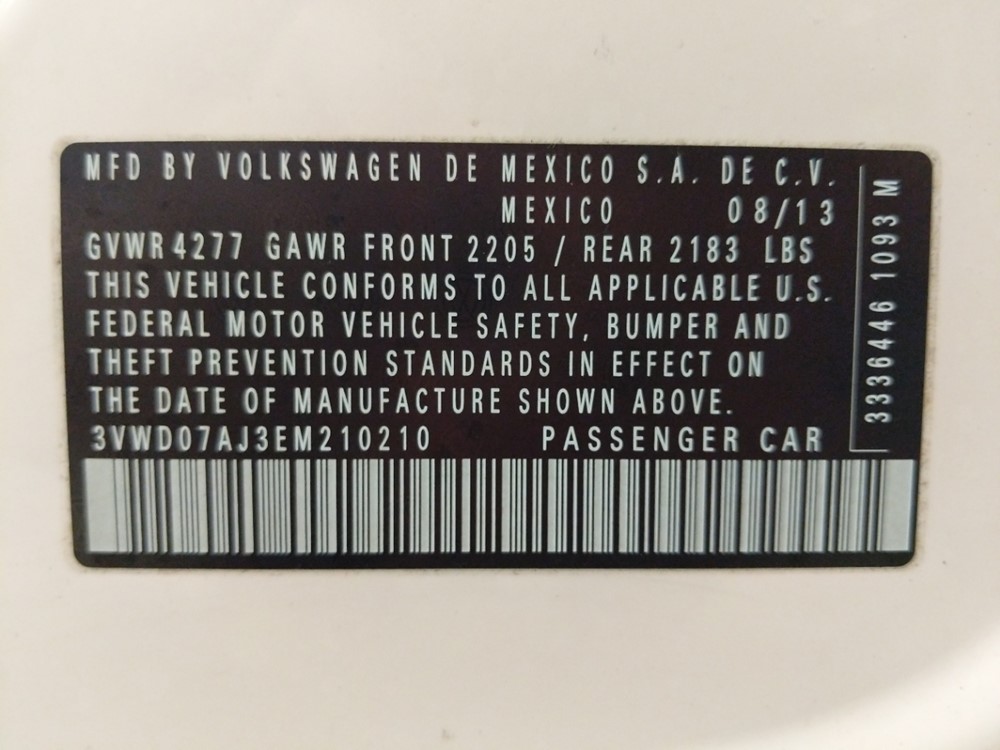 MFD BY VOLKSWAGEN DE MEXICO S.A. DE C.V.
MEXICO 08/13
GVWR 4277 GAWR FRONT 2205 / REAR 2183 LBS
THIS VEHICLE CONFORMS TO ALL APPLICABLE U.S.
FEDERAL MOTOR VEHICLE SAFETY, BUMPER AND
THEFT PREVENTION STANDARDS IN EFFECT ON
THE DATE OF MANUFACTURE SHOWN ABOVE.
3VWD07AJ3EM210210 PASSENGER CAR
3336446 1093 M